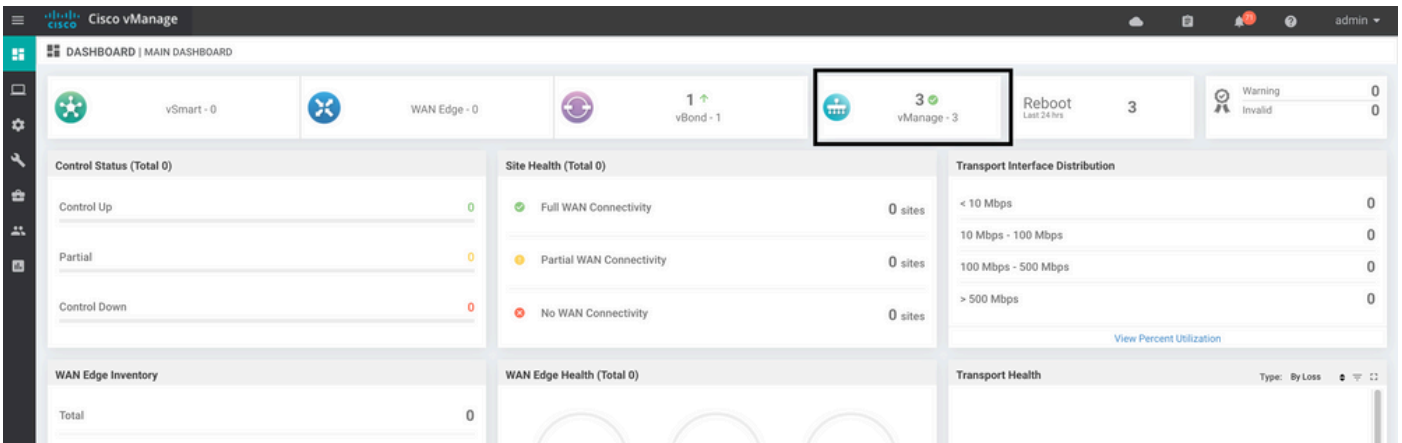 cisco Cisco vManage
admin
DASHBOARD | MAIN DASHBOARD
vSmart - 0
WAN Edge - 0
1
vBond - 1
3
vManage - 3
Reboot
Last 24 hrs
3
Warning 0
Invalid 0
Control Status (Total 0)
Control Up 0
Partial 0
Control Down 0
Site Health (Total 0)
Full WAN Connectivity 0 sites
Partial WAN Connectivity 0 sites
No WAN Connectivity 0 sites
Transport Interface Distribution
< 10 Mbps 0
10 Mbps - 100 Mbps 0
100 Mbps - 500 Mbps 0
> 500 Mbps 0
View Percent Utilization
WAN Edge Inventory
Total 0
WAN Edge Health (Total 0)
Transport Health
Type: By Loss